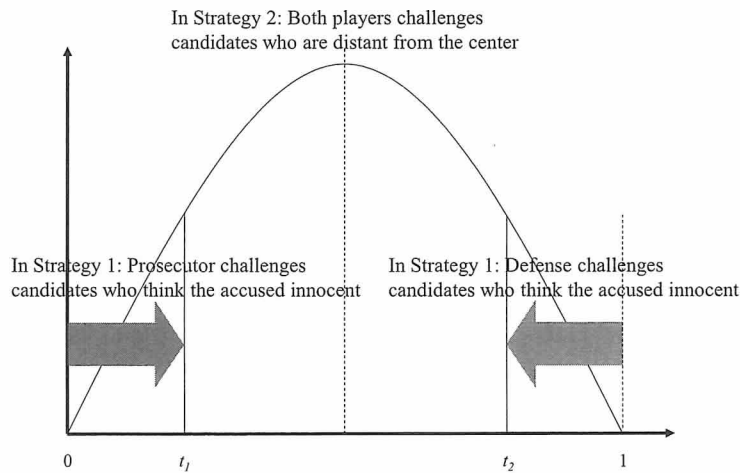 In Strategy 2: Both players challenges
candidates who are distant from the center
In Strategy 1: Prosecutor challenges
candidates who think the accused innocent
In Strategy 1: Defense challenges
candidates who think the accused innocent
0
t1
t2
1